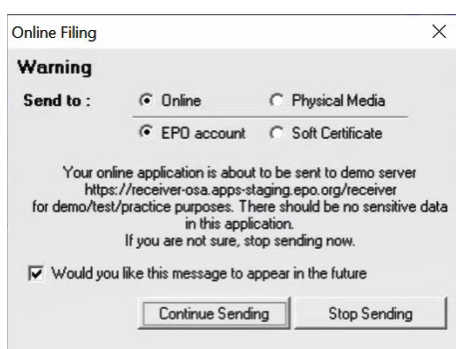 Online Filing
Warning
Send to : Online Physical Media
EPO account Soft Certificate
Your online application is about to be sent to demo server
https://receiver-osa.apps-staging.epo.org/receiver
for demo/test/practice purposes. There should be no sensitive data
in this application.
If you are not sure, stop sending now.
Would you like this message to appear in the future
Continue Sending Stop Sending